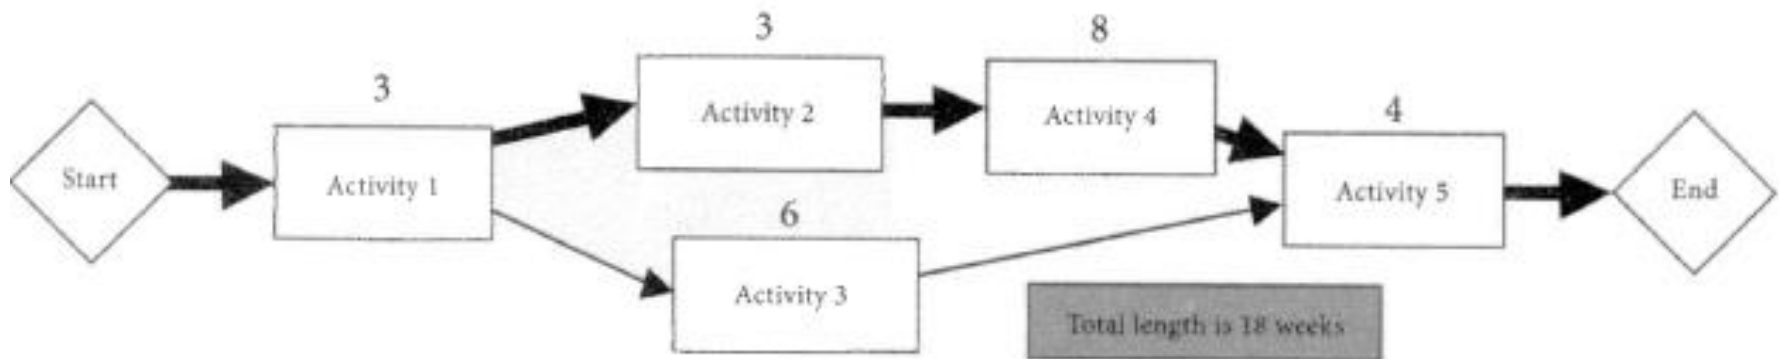 3
8
3
4
Activity 2
Activity 4
Start
Activity 1
Activity 5
End
6
Activity 3
Total length is 18 weeks